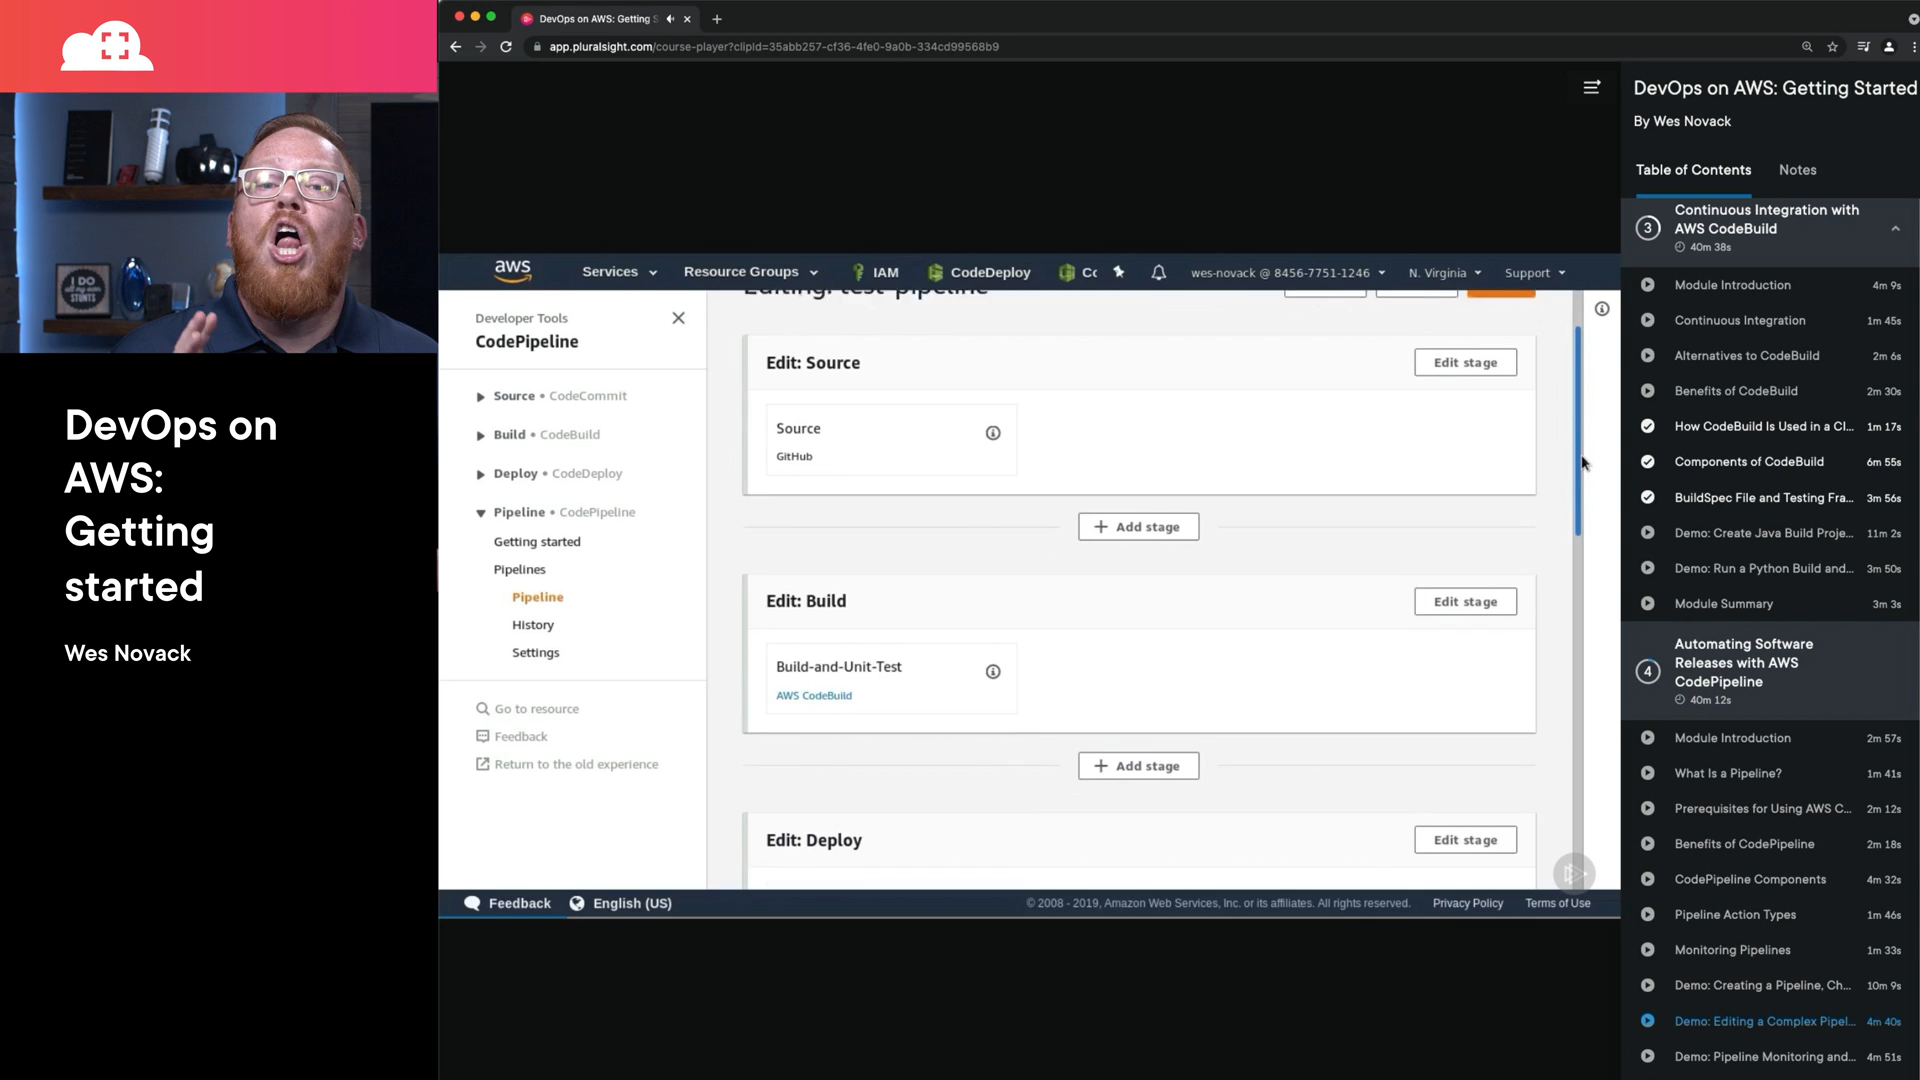 DevOps on AWS: Getting S
app.pluralsight.com/course-player?clipId=35abb257-cf36-4fe0-9a0b-334cd99568b9
I DO
STUNTS
DevOps on
AWS:
Getting
started
Wes Novack
aws
Services
Resource Groups
IAM
CodeDeploy
Cc
wes-novack @ 8456-7751-1246
N. Virginia
Support
Developer Tools
CodePipeline
Source • CodeCommit
Build • CodeBuild
Deploy • CodeDeploy
Pipeline • CodePipeline
Getting started
Pipelines
Pipeline
History
Settings
Go to resource
Feedback
Return to the old experience
Editing: test-pipeline
Edit: Source
Edit stage
Source
GitHub
Add stage
Edit: Build
Edit stage
Build-and-Unit-Test
AWS CodeBuild
Add stage
Edit: Deploy
Edit stage
Feedback
English (US)
© 2008 - 2019, Amazon Web Services, Inc. or its affiliates. All rights reserved.
Privacy Policy
Terms of Use
DevOps on AWS: Getting Started
By Wes Novack
Table of Contents
Notes
3
Continuous Integration with
AWS CodeBuild
40m 38s
Module Introduction 4m 9s
Continuous Integration 1m 45s
Alternatives to CodeBuild 2m 6s
Benefits of CodeBuild 2m 30s
How CodeBuild Is Used in a CI... 1m 17s
Components of CodeBuild 6m 55s
BuildSpec File and Testing Fra... 3m 56s
Demo: Create Java Build Proje... 11m 2s
Demo: Run a Python Build and... 3m 50s
Module Summary 3m 3s
4
Automating Software
Releases with AWS
CodePipeline
40m 12s
Module Introduction 2m 57s
What Is a Pipeline? 1m 41s
Prerequisites for Using AWS C... 2m 12s
Benefits of CodePipeline 2m 18s
CodePipeline Components 4m 32s
Pipeline Action Types 1m 46s
Monitoring Pipelines 1m 33s
Demo: Creating a Pipeline, Ch... 10m 9s
Demo: Editing a Complex Pipel... 4m 40s
Demo: Pipeline Monitoring and... 4m 51s